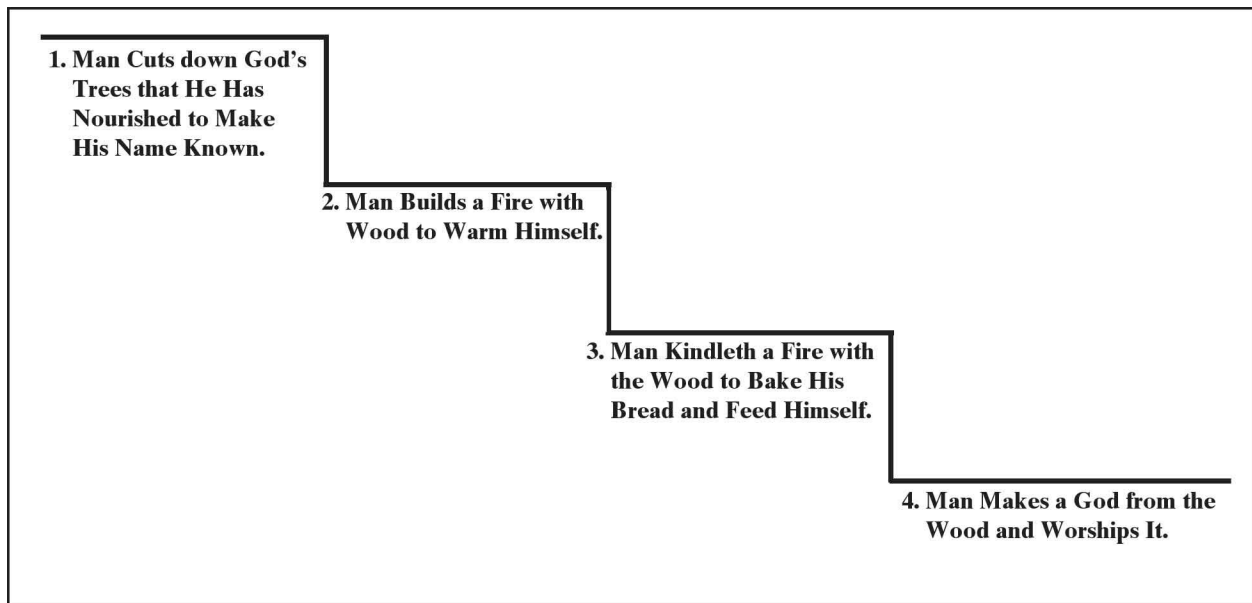 1. Man Cuts down God’s
Trees that He Has
Nourished to Make
His Name Known.
2. Man Builds a Fire with
Wood to Warm Himself.
3. Man Kindleth a Fire with
the Wood to Bake His
Bread and Feed Himself.
4. Man Makes a God from the
Wood and Worships It.